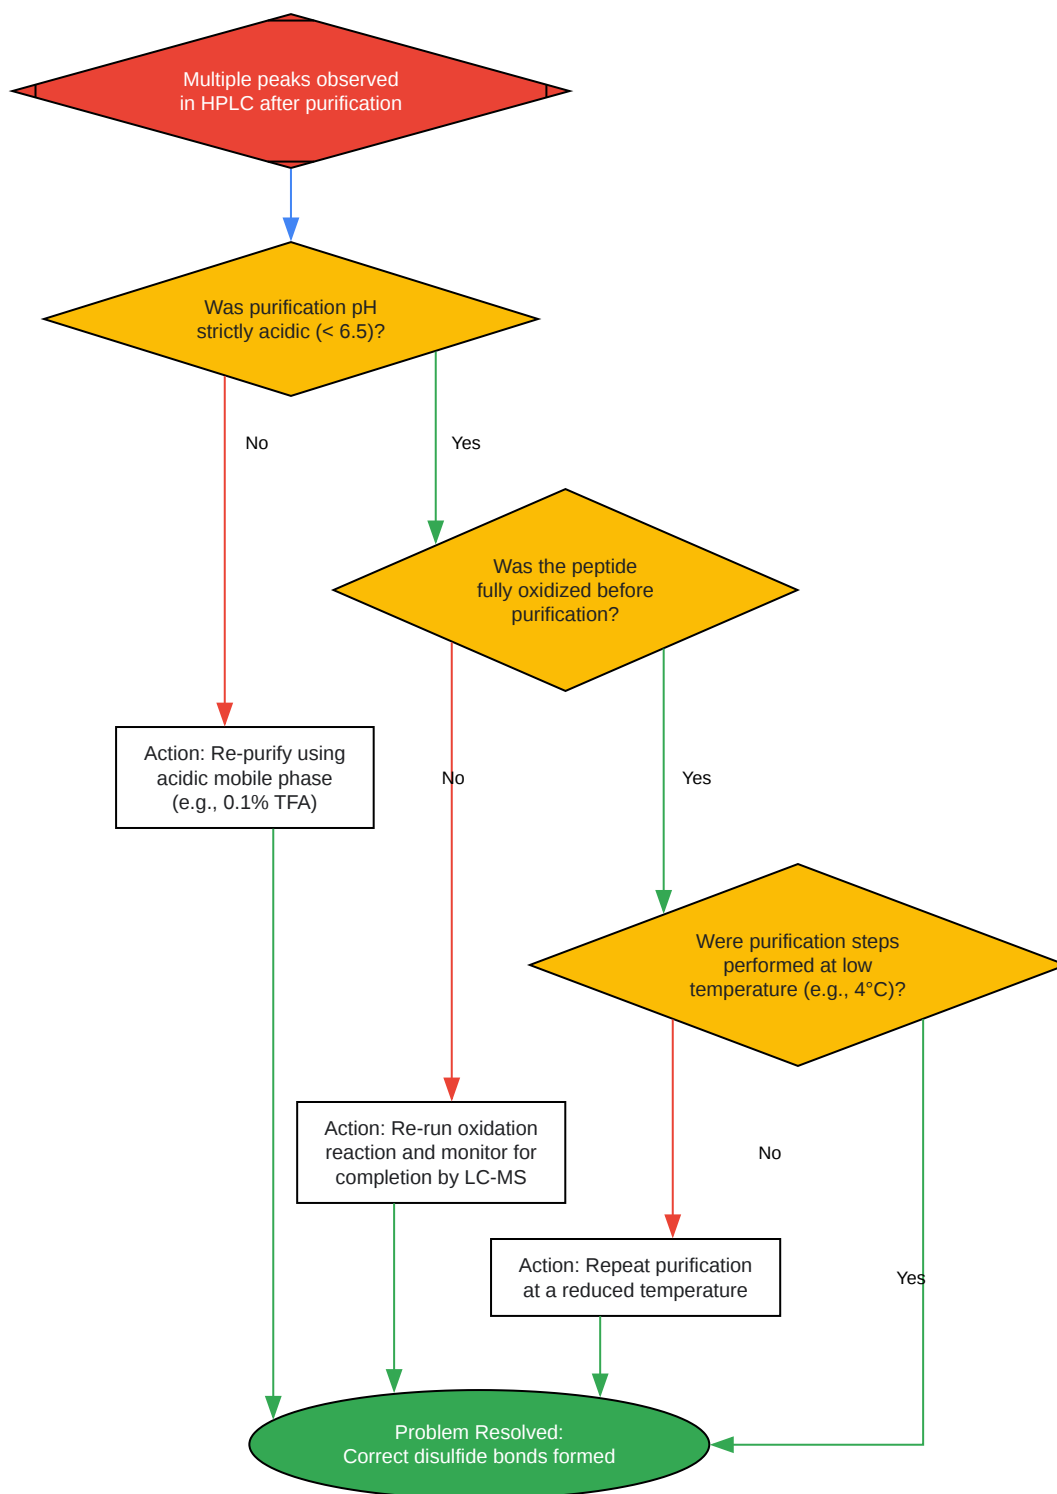 Multiple peaks observed
in HPLC after purification
Was purification pH
strictly acidic (< 6.5)?
No
Yes
Was the peptide
fully oxidized before
purification?
Action: Re-purify using
acidic mobile phase
(e.g., 0.1% TFA)
No
Yes
Were purification steps
performed at low
temperature (e.g., 4°C)?
Action: Re-run oxidation
reaction and monitor for
completion by LC-MS
No
Action: Repeat purification
at a reduced temperature
Yes
Problem Resolved:
Correct disulfide bonds formed